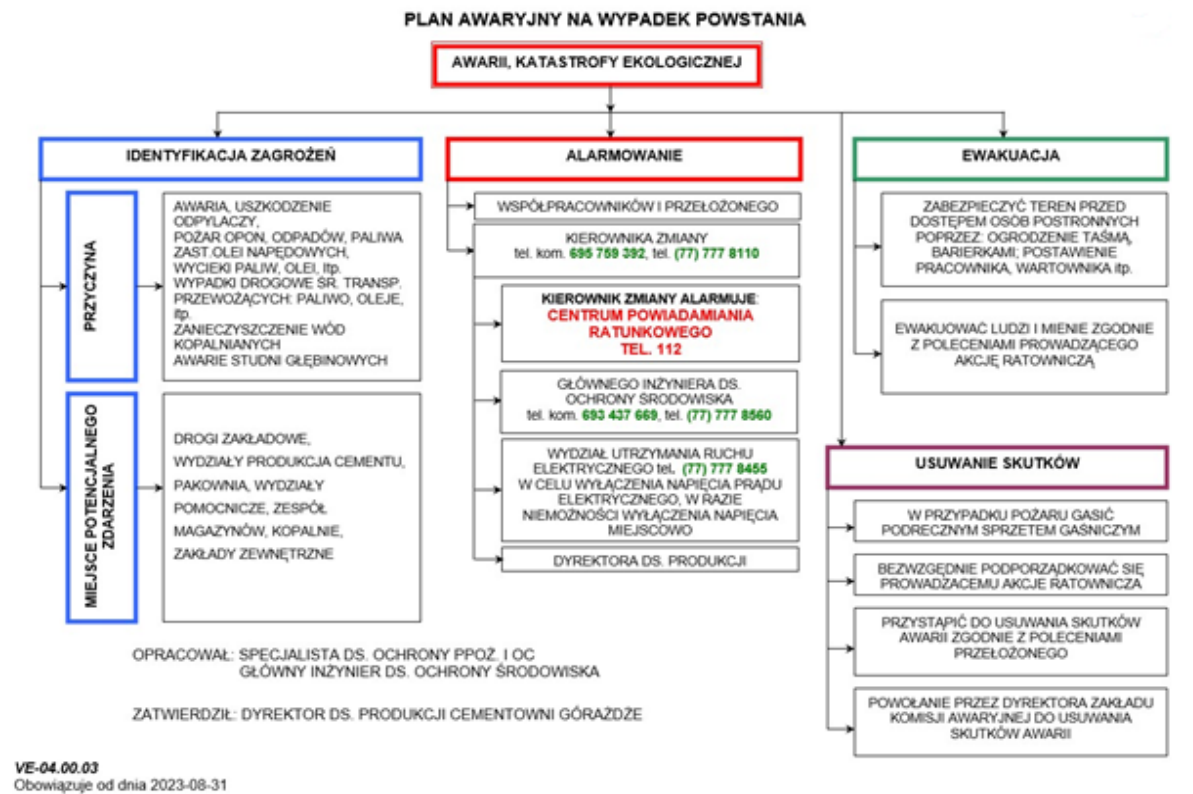 PLAN AWARYJNY NA WYPADEK POWSTANIA
AWARII, KATASTROFY EKOLOGICZNEJ
IDENTYFIKACJA ZAGROŻEŃ
PRZYCZYNA
AWARIA, USZKODZENIE
ODPYLACZY,
POŻAR OPON, ODPADÓW, PALIWA
ZAST.OLEI NAPĘDOWYCH,
WYCIEKI PALIW, OLEI, Itp.
WYPADKI DROGOWE ŚR. TRANSP.
PRZEWOŻĄCYCH: PALIWO, OLEJE,
Itp.
ZANIECZYSZCZENIE WÓD
KOPALNIANYCH
AWARIE STUDNI GŁĘBINOWYCH
MIEJSCE POTENCJALNEGO
ZDARZENIA
DROGI ZAKŁADOWE,
WYDZIAŁY PRODUKCJA CEMENTU,
PAKOWNIA, WYDZIAŁY
POMOCNICZE, ZESPÓŁ
MAGAZYNÓW, KOPALNIE,
ZAKŁADY ZEWNĘTRZNE
ALARMOWANIE
WSPÓŁPRACOWNIKÓW I PRZEŁOŻONEGO
KIEROWNIKA ZMIANY
tel. kom. 695 759 392, tel. (77) 777 8110
KIEROWNIK ZMIANY ALARMUJE:
CENTRUM POWIADAMIANIA
RATUNKOWEGO
TEL. 112
GŁÓWNEGO INŻYNIERA DS.
OCHRONY ŚRODOWISKA
tel. kom. 693 437 669, tel. (77) 777 8560
WYDZIAŁ UTRZYMANIA RUCHU
ELEKTRYCZNEGO tel. (77) 777 8455
W CELU WYŁĄCZENIA NAPIĘCIA PRĄDU
ELEKTRYCZNEGO, W RAZIE
NIEMOŻNOŚCI WYŁĄCZENIA NAPIĘCIA
MIEJSCOWO
DYREKTORA DS. PRODUKCJI
EWAKUACJA
ZABEZPIECZYĆ TEREN PRZED
DOSTĘPEM OSÓB POSTRONNYCH
POPRZEZ: OGRODZENIE TAŚMĄ,
BARIERKAMI; POSTAWIENIE
PRACOWNIKA, WARTOWNIKA itp.
EWAKUOWAĆ LUDZI I MIENIE ZGODNIE
Z POLECENIAMI PROWADZĄCEGO
AKCJĘ RATOWNICZĄ
USUWANIE SKUTKÓW
W PRZYPADKU POŻARU GASIĆ
PODRECZNYM SPRZETEM GAŚNICZYM
BEZWZGĘDNIE PODPORZĄDKOWAĆ SIĘ
PROWADZACEMU AKCJE RATOWNICZA
PRZYSTĄPIĆ DO USUWANIA SKUTKÓW
AWARII ZGODNIE Z POLECENIAMI
PRZEŁOŻONEGO
POWOŁANIE PRZEZ DYREKTORA ZAKŁADU
KOMISJI AWARYJNEJ DO USUWANIA
SKUTKÓW AWARII
OPRACOWAŁ: SPECJALISTA DS. OCHRONY PPOŻ. I OC
GŁÓWNY INŻYNIER DS. OCHRONY ŚRODOWISKA
ZATWIERDZIŁ: DYREKTOR DS. PRODUKCJI CEMENTOWNI GÓRAŻDŻE
VE-04.00.03
Obowiązuje od dnia 2023-08-31